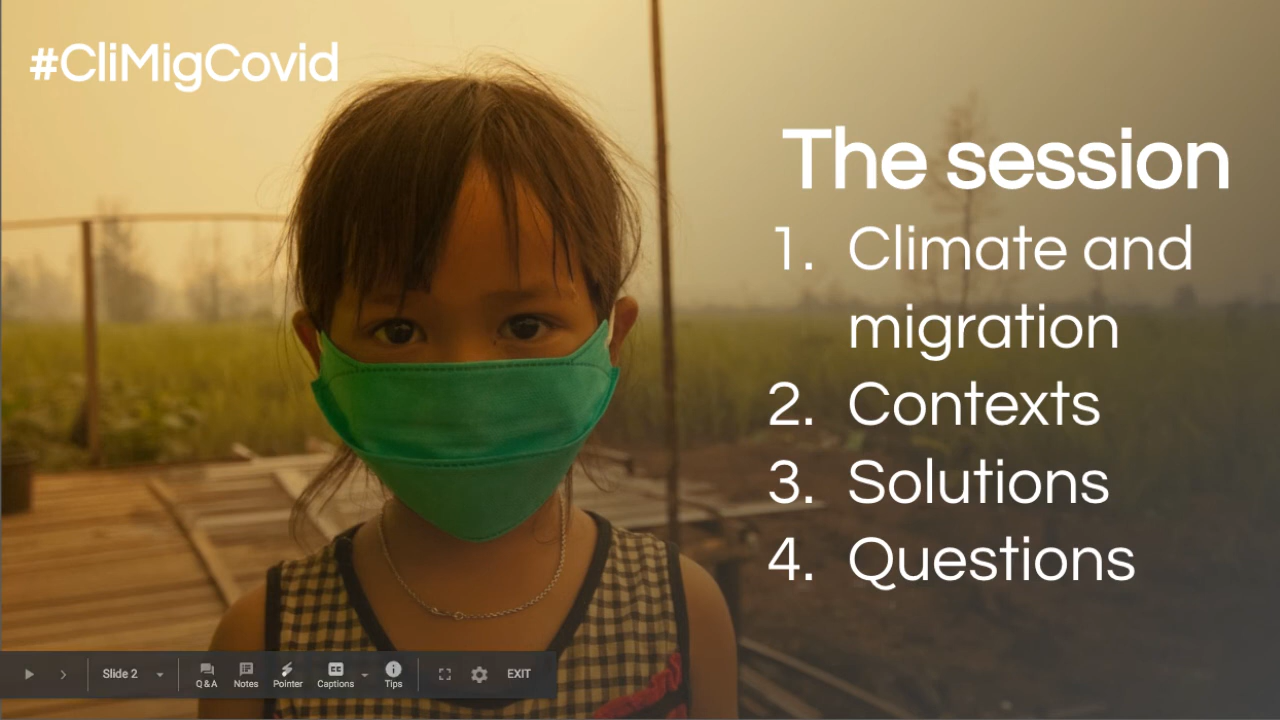 #CliMigCovid
The session
1. Climate and
migration
2. Contexts
3. Solutions
4. Questions
Slide 2
Q & A
Notes
Pointer
Captions
Tips
EXIT